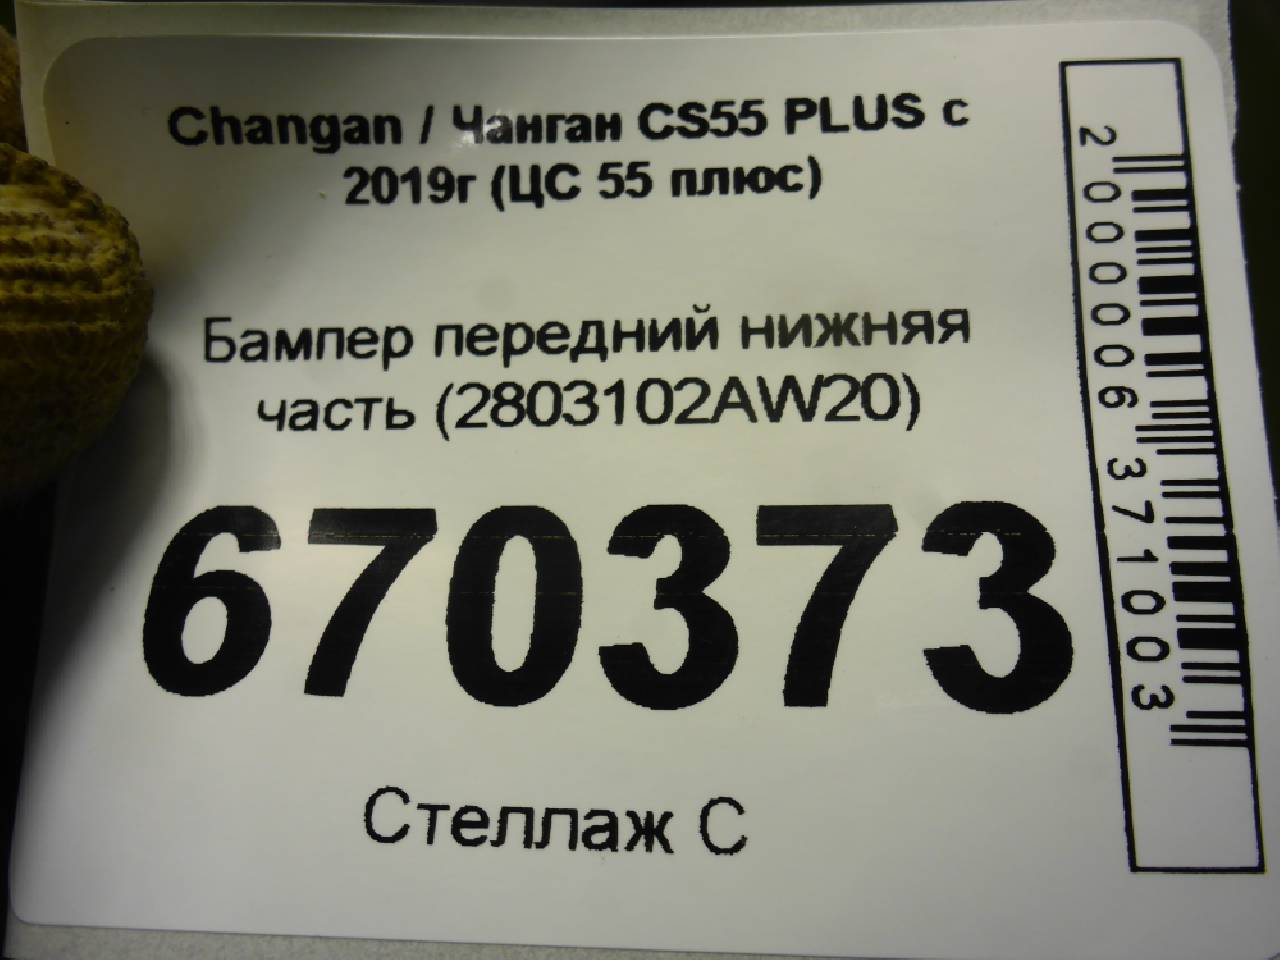 Changan / Чанган CS55 PLUS с
2019г (ЦС 55 плюс)
Бампер передний нижняя
часть (2803102AW20)
670373
Стеллаж С
2000006371003